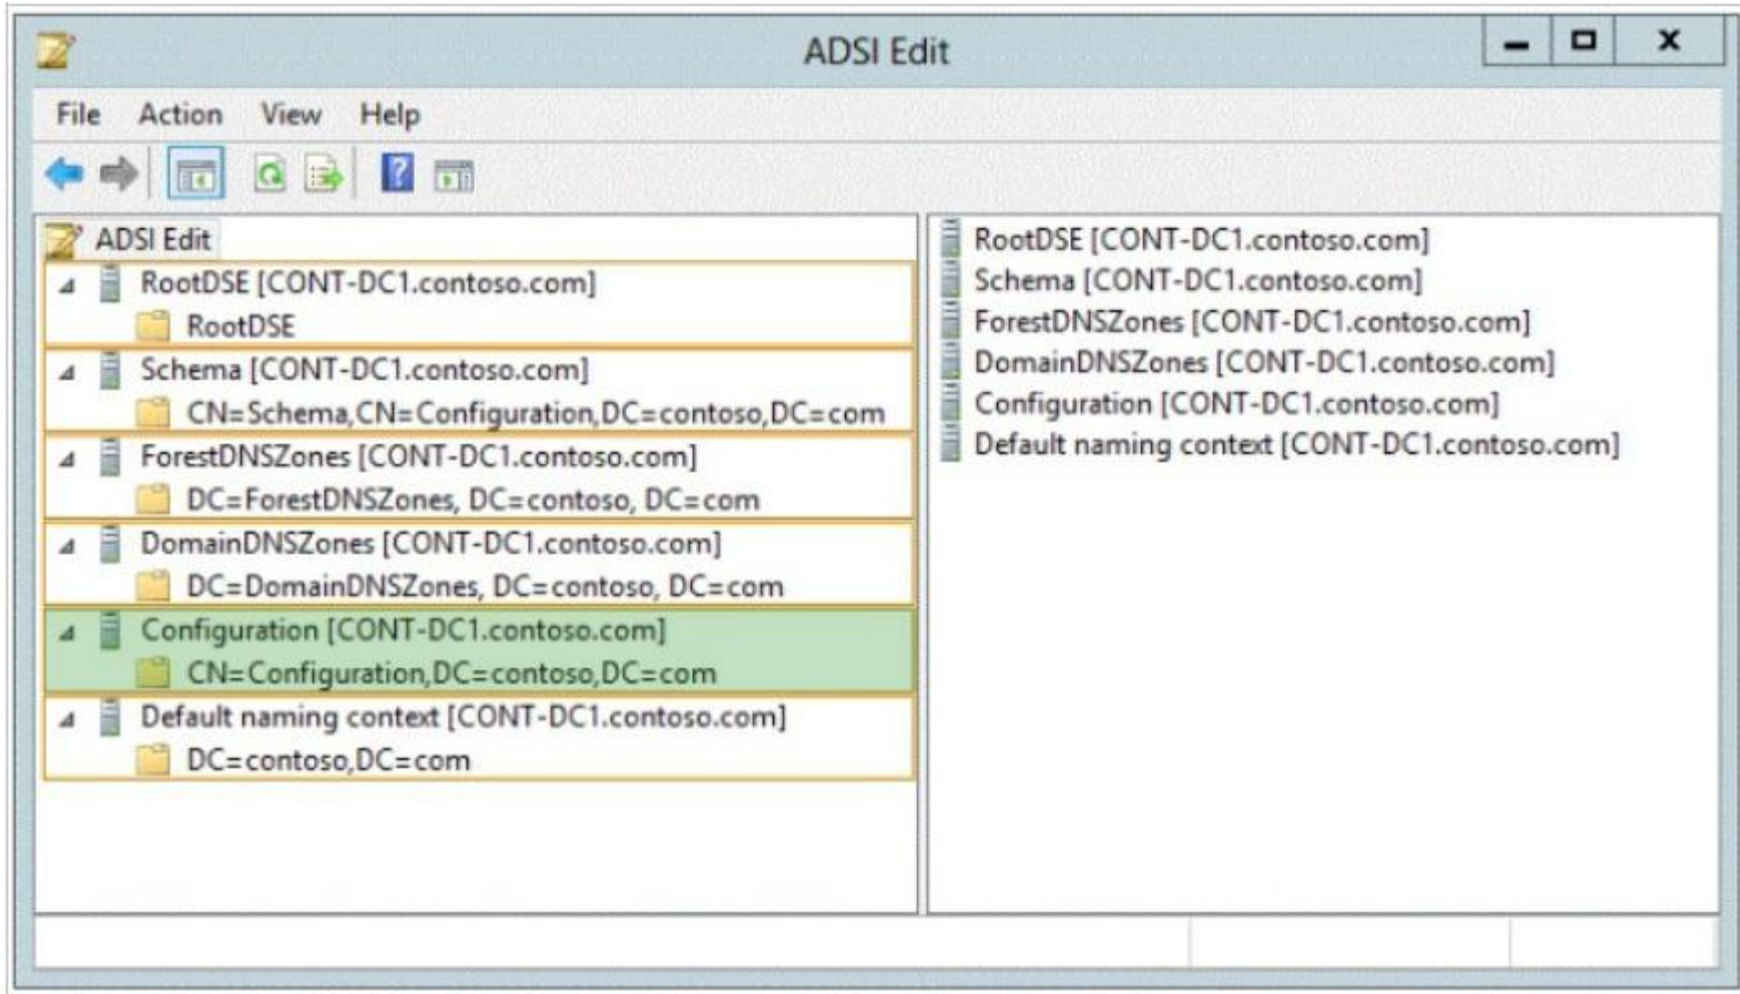 ADSI Edit
File Action View Help
ADSI Edit
RootDSE [CONT-DC1.contoso.com]
RootDSE
Schema [CONT-DC1.contoso.com]
CN=Schema,CN=Configuration,DC=contoso,DC=com
ForestDNSZones [CONT-DC1.contoso.com]
DC=ForestDNSZones, DC=contoso, DC=com
DomainDNSZones [CONT-DC1.contoso.com]
DC=DomainDNSZones, DC=contoso, DC=com
Configuration [CONT-DC1.contoso.com]
CN=Configuration,DC=contoso,DC=com
Default naming context [CONT-DC1.contoso.com]
DC=contoso,DC=com
RootDSE [CONT-DC1.contoso.com]
Schema [CONT-DC1.contoso.com]
ForestDNSZones [CONT-DC1.contoso.com]
DomainDNSZones [CONT-DC1.contoso.com]
Configuration [CONT-DC1.contoso.com]
Default naming context [CONT-DC1.contoso.com]